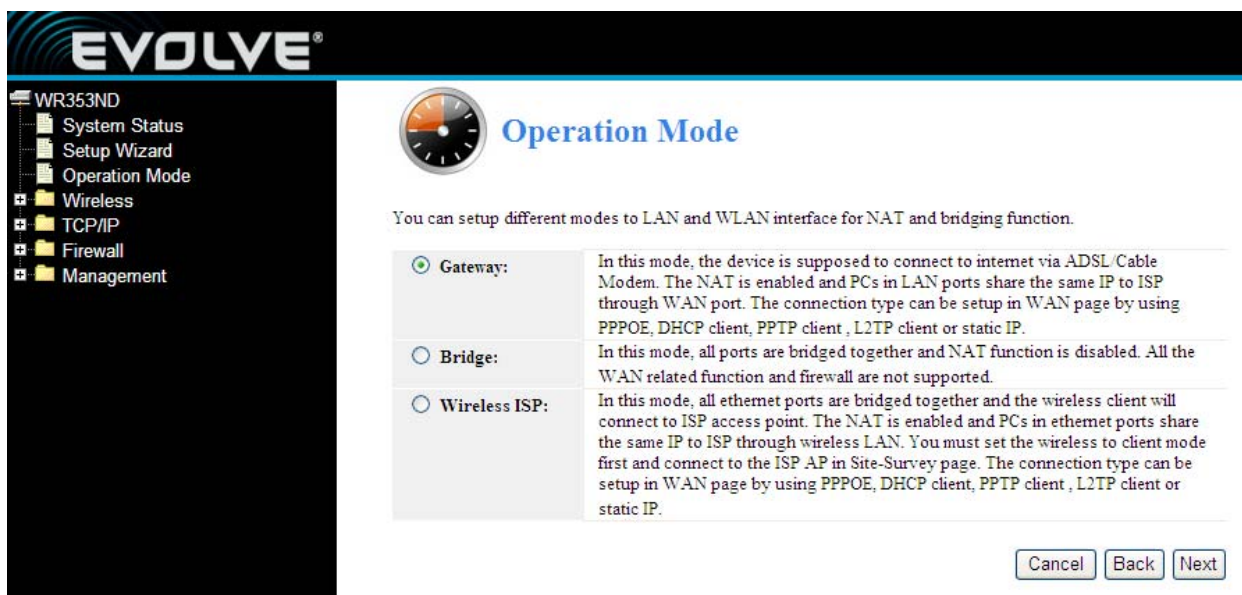 EVOLVE®
WR353ND
System Status
Setup Wizard
Operation Mode
Wireless
TCP/IP
Firewall
Management
Operation Mode
You can setup different modes to LAN and WLAN interface for NAT and bridging function.
Gateway:
In this mode, the device is supposed to connect to internet via ADSL/Cable
Modem. The NAT is enabled and PCs in LAN ports share the same IP to ISP
through WAN port. The connection type can be setup in WAN page by using
PPPOE, DHCP client, PPTP client , L2TP client or static IP.
Bridge:
In this mode, all ports are bridged together and NAT function is disabled. All the
WAN related function and firewall are not supported.
Wireless ISP:
In this mode, all ethernet ports are bridged together and the wireless client will
connect to ISP access point. The NAT is enabled and PCs in ethernet ports share
the same IP to ISP through wireless LAN. You must set the wireless to client mode
first and connect to the ISP AP in Site-Survey page. The connection type can be
setup in WAN page by using PPPOE, DHCP client, PPTP client , L2TP client or
static IP.
Cancel Back Next